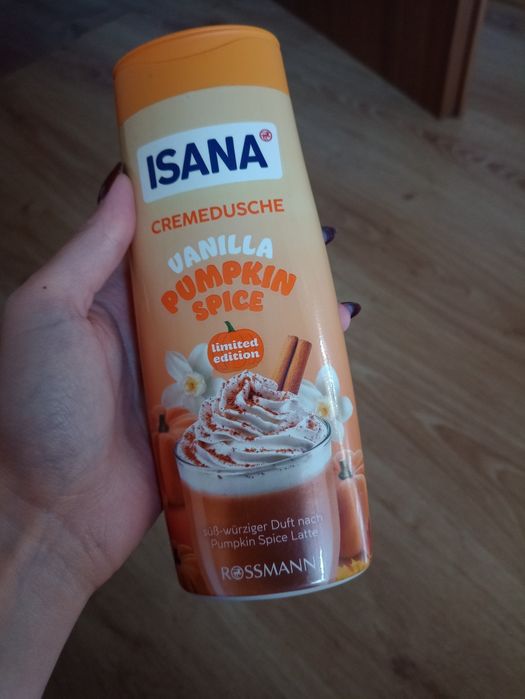 ISANA
CREMEDUSCHE
VANILLA
PUMPKIN
SPICE
limited
edition
süß-würziger Duft nach
Pumpkin Spice Latte
ROSSMANN